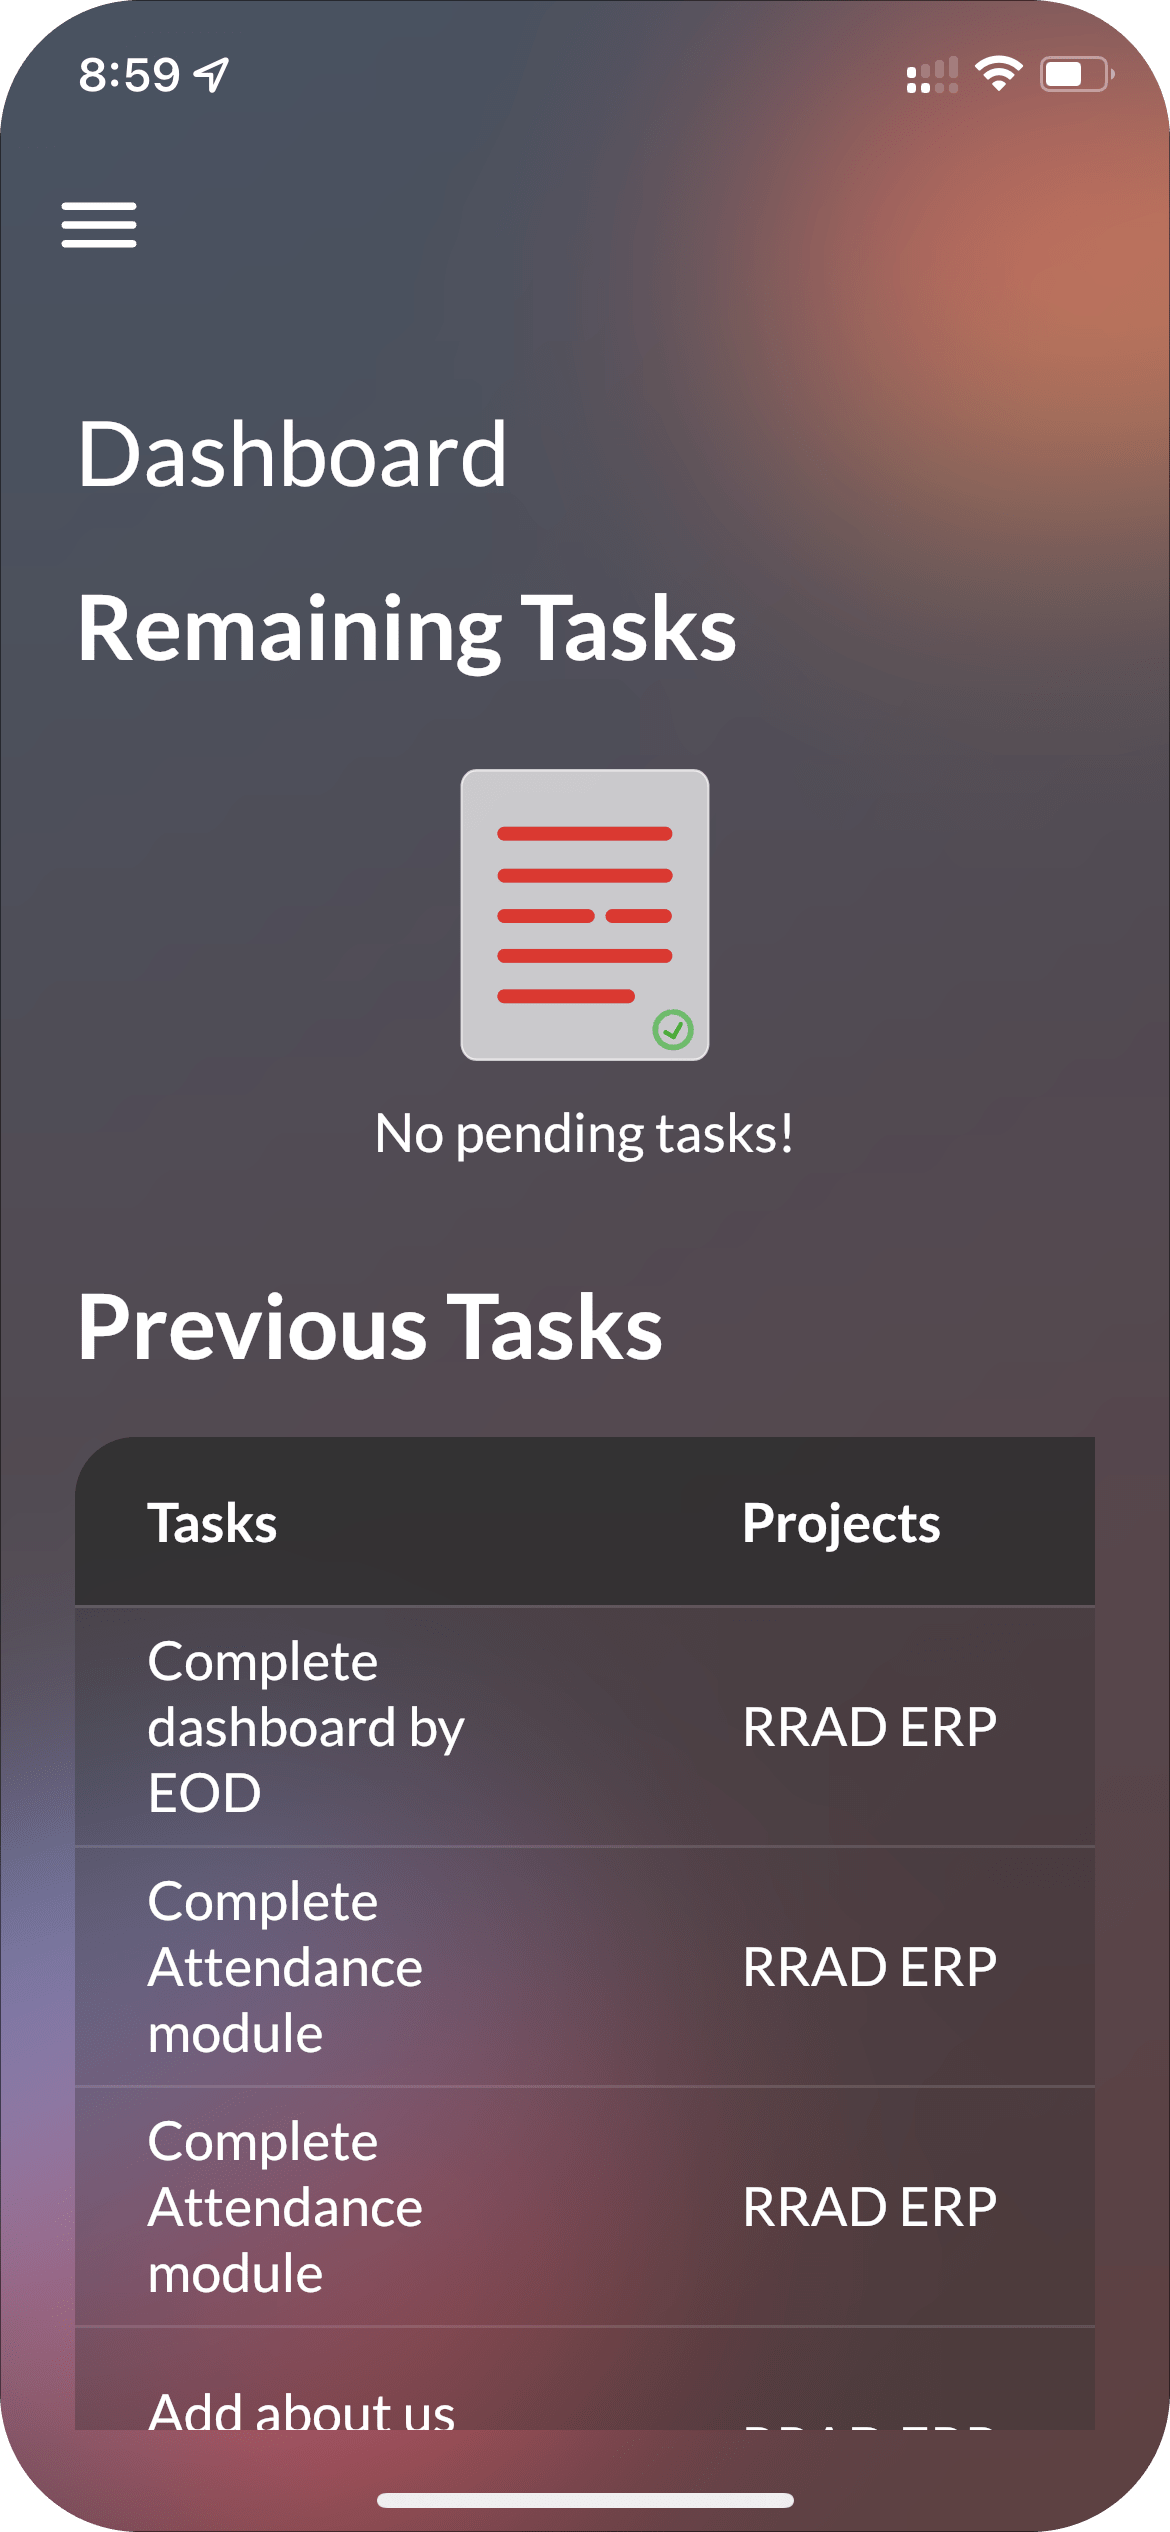 8:59
Dashboard
Remaining Tasks
No pending tasks!
Previous Tasks
Tasks Projects
Complete
dashboard by
EOD
RRAD ERP
Complete
Attendance
module
RRAD ERP
Complete
Attendance
module
RRAD ERP
Add about us